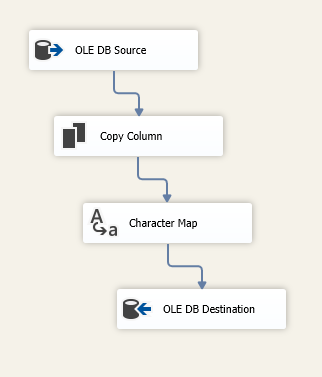 OLE DB Source
Copy Column
A
a
Character Map
OLE DB Destination